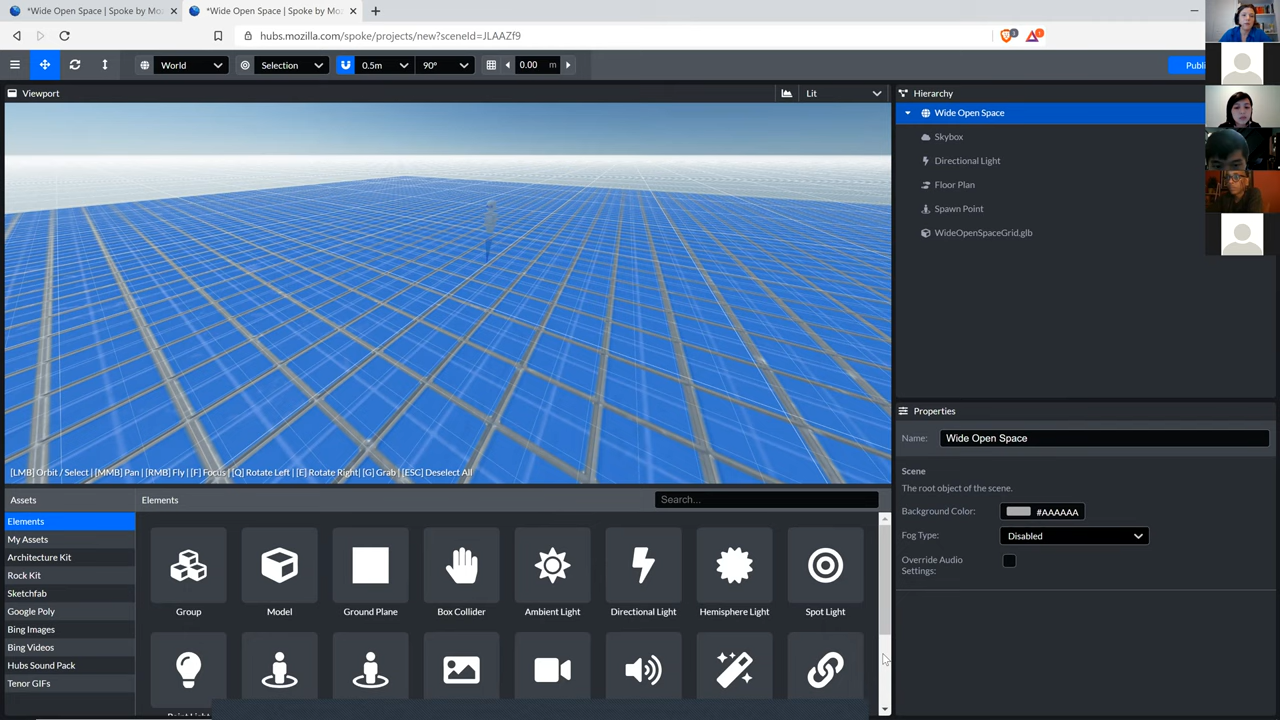 *Wide Open Space | Spoke by Mo
*Wide Open Space | Spoke by Mo
hubs.mozilla.com/spoke/projects/new?sceneId=JLAAZf9
World
Selection
0.5m
90°
0.00 m
Publi
Viewport
Lit
Hierarchy
Wide Open Space
Skybox
Directional Light
Floor Plan
Spawn Point
WideOpenSpaceGrid.glb
[LMB] Orbit / Select | [MMB] Pan | [RMB] Fly | [F] Focus | [Q] Rotate Left | [E] Rotate Right | [G] Grab | [ESC] Deselect All
Properties
Name:
Wide Open Space
Scene
The root object of the scene.
Background Color:
#AAAAAA
Fog Type:
Disabled
Override Audio
Settings:
Assets
Elements
My Assets
Architecture Kit
Rock Kit
Sketchfab
Google Poly
Bing Images
Bing Videos
Hubs Sound Pack
Tenor GIFs
Elements
Search...
Group
Model
Ground Plane
Box Collider
Ambient Light
Directional Light
Hemisphere Light
Spot Light